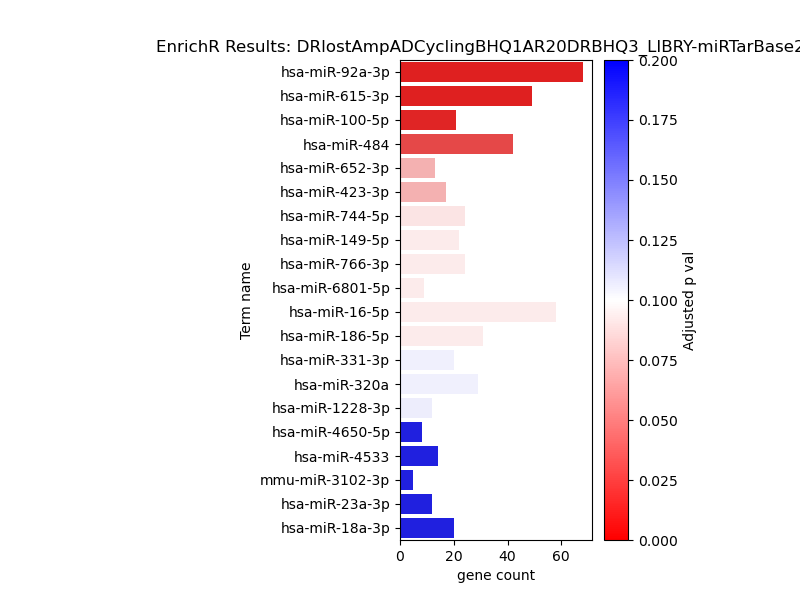 EnrichR Results: DRlostAmpADCyclingBHQ1AR20DRBHQ3_LIBRY-miRTarBase2
hsa-miR-92a-3p
hsa-miR-615-3p
hsa-miR-100-5p
hsa-miR-484
hsa-miR-652-3p
hsa-miR-423-3p
hsa-miR-744-5p
hsa-miR-149-5p
hsa-miR-766-3p
hsa-miR-6801-5p
hsa-miR-16-5p
hsa-miR-186-5p
hsa-miR-331-3p
hsa-miR-320a
hsa-miR-1228-3p
hsa-miR-4650-5p
hsa-miR-4533
mmu-miR-3102-3p
hsa-miR-23a-3p
hsa-miR-18a-3p
Term name
0 20 40 60
gene count
0.200
0.175
0.150
0.125
0.100
0.075
0.050
0.025
0.000
Adjusted p val